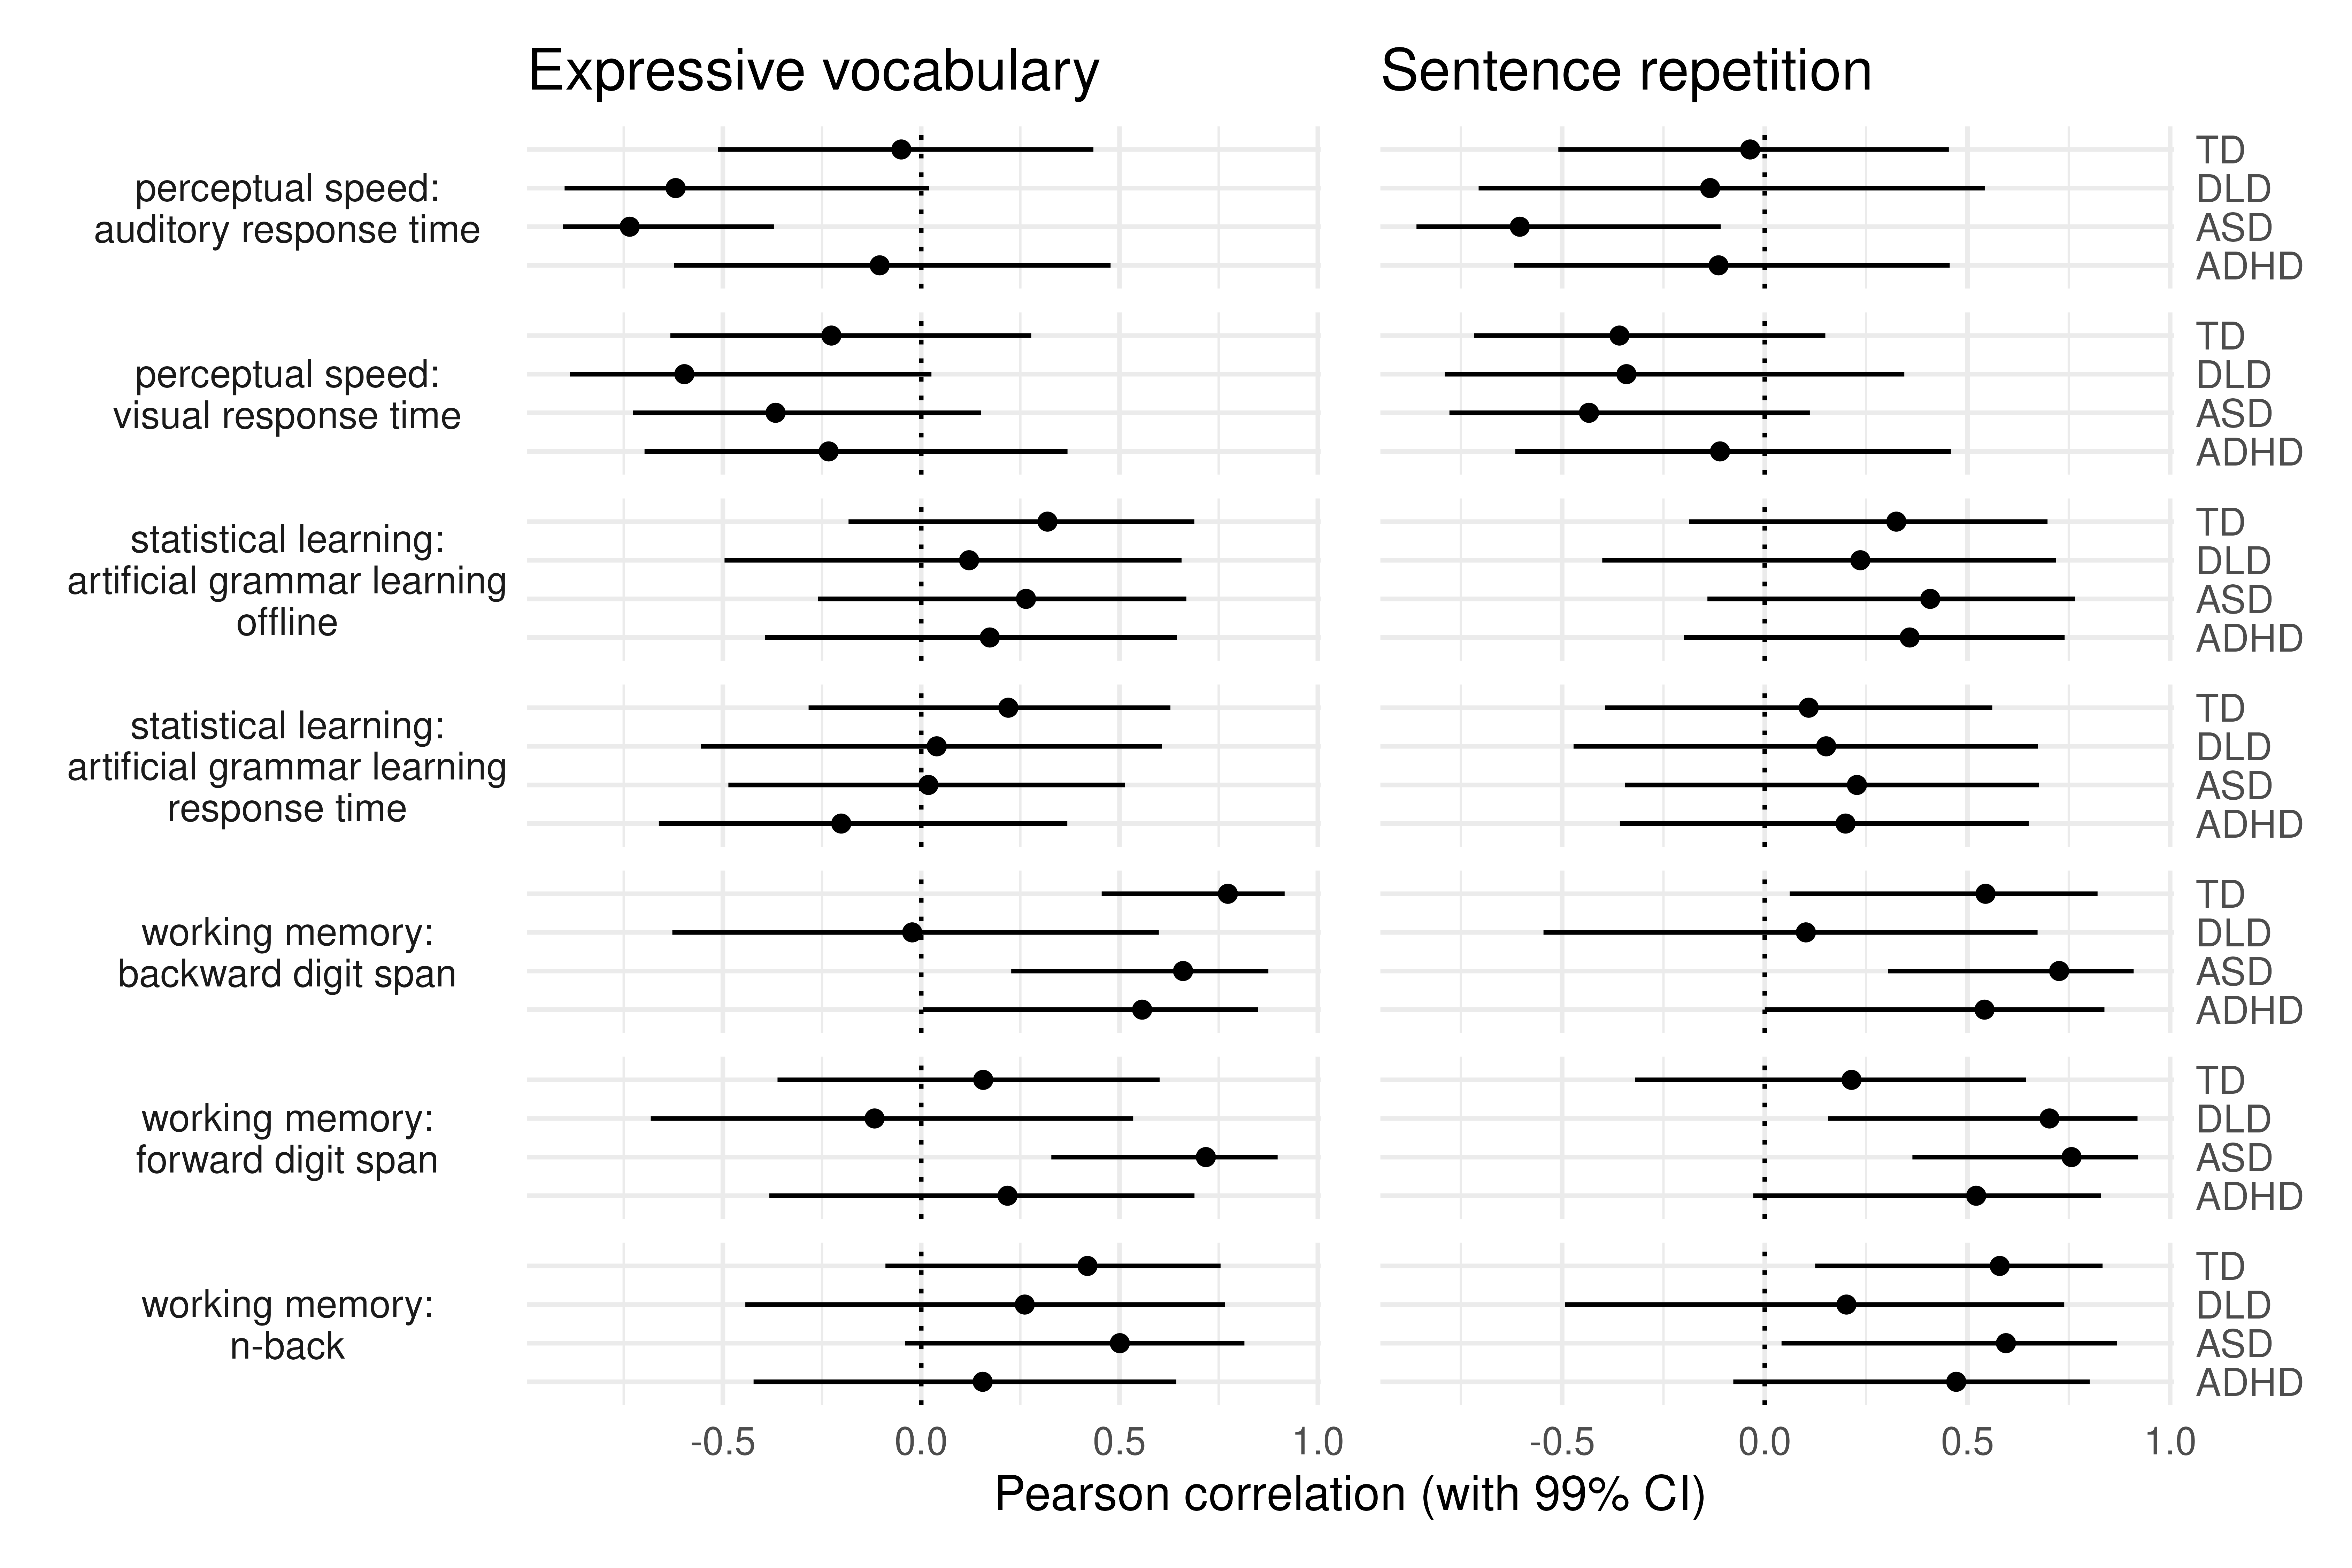 Expressive vocabulary
Sentence repetition
perceptual speed:
auditory response time
TD
DLD
ASD
ADHD
perceptual speed:
visual response time
TD
DLD
ASD
ADHD
statistical learning:
artificial grammar learning
offline
TD
DLD
ASD
ADHD
statistical learning:
artificial grammar learning
response time
TD
DLD
ASD
ADHD
working memory:
backward digit span
TD
DLD
ASD
ADHD
working memory:
forward digit span
TD
DLD
ASD
ADHD
working memory:
n-back
TD
DLD
ASD
ADHD
-0.5 0.0 0.5 1.0
-0.5 0.0 0.5 1.0
Pearson correlation (with 99% CI)